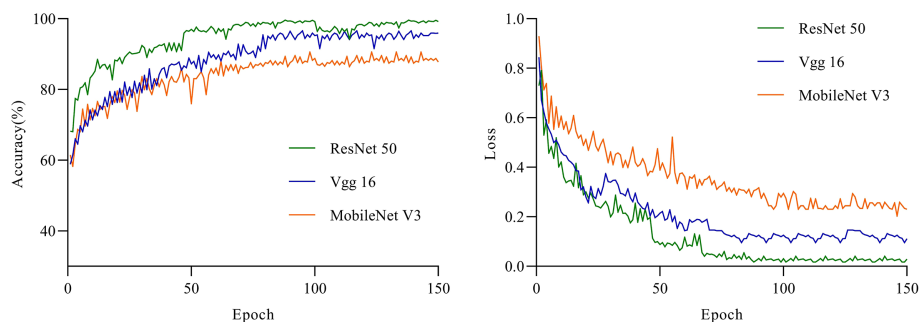 100
80
60
40
0
50
100
150
Accuracy(%)
Epoch
ResNet 50
Vgg 16
MobileNet V3
1.0
0.8
0.6
0.4
0.2
0.0
0
50
100
150
Loss
Epoch
ResNet 50
Vgg 16
MobileNet V3